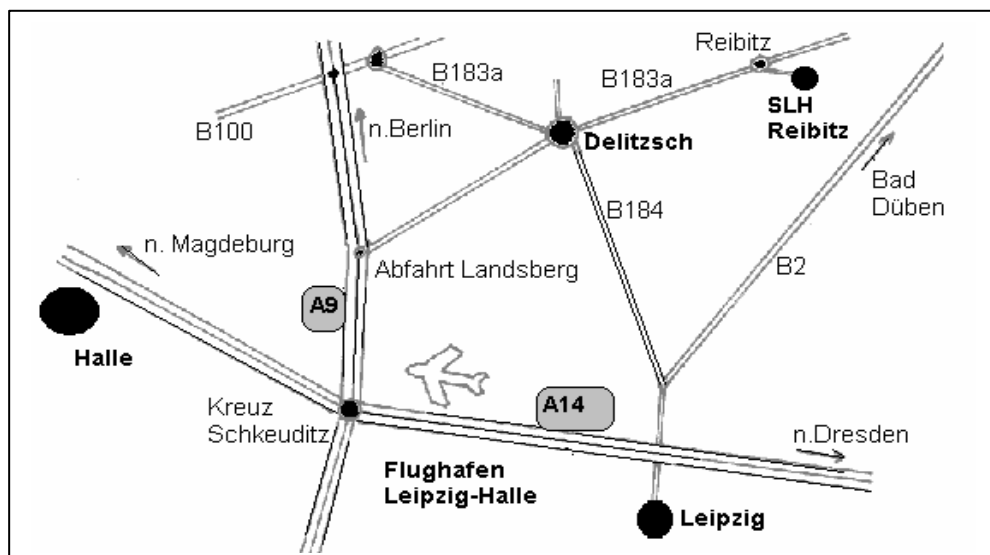 Reibitz
B183a
B183a
SLH
Reibitz
B100
n.Berlin
Delitzsch
Bad
Düben
B184
n. Magdeburg
Abfahrt Landsberg
B2
A9
Halle
Kreuz
Schkeuditz
A14
n.Dresden
Flughafen
Leipzig-Halle
Leipzig